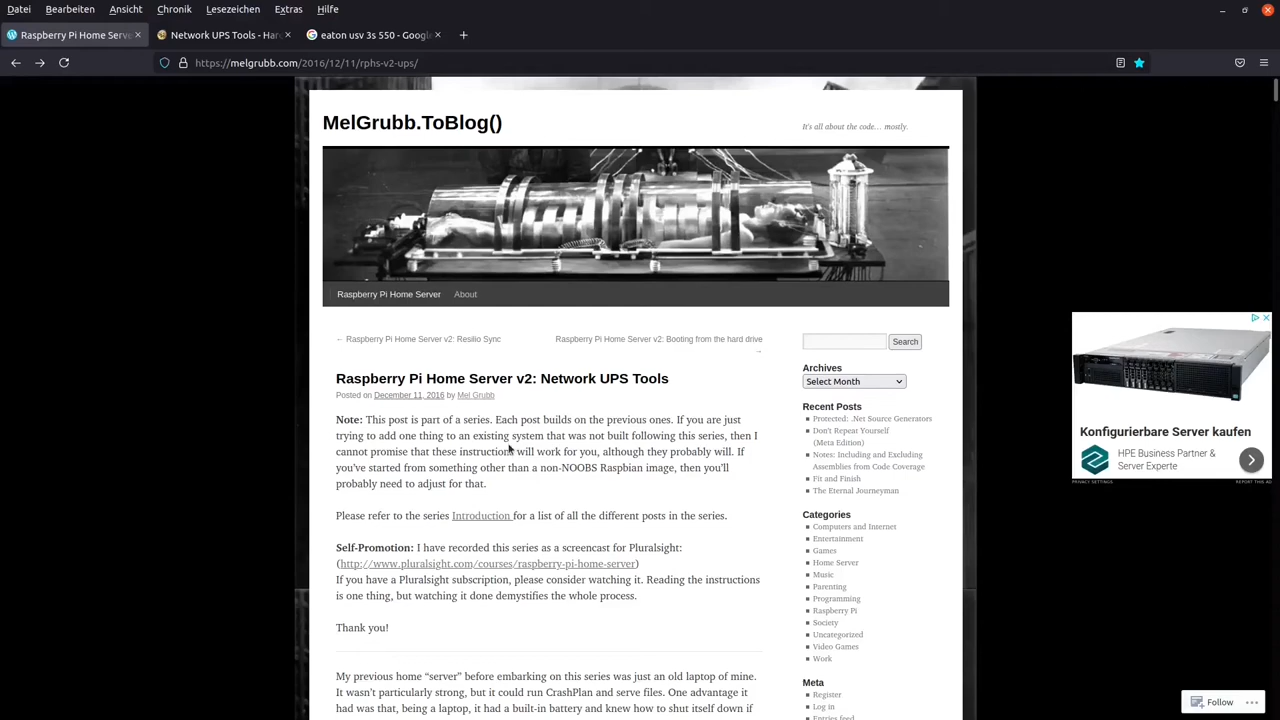 Datei Bearbeiten Ansicht Chronik Lesezeichen Extras Hilfe
Raspberry Pi Home Serve
Network UPS Tools - Har
eaton usv 3s 550 - Google
https://melgrubb.com/2016/12/11/rphs-v2-ups/
MelGrubb.ToBlog()
It's all about the code… mostly.
Raspberry Pi Home Server About
← Raspberry Pi Home Server v2: Resilio Sync
Raspberry Pi Home Server v2: Booting from the hard drive
→
Raspberry Pi Home Server v2: Network UPS Tools
Posted on December 11, 2016 by Mel Grubb
Note: This post is part of a series. Each post builds on the previous ones. If you are just
trying to add one thing to an existing system that was not built following this series, then I
cannot promise that these instructions will work for you, although they probably will. If
you've started from something other than a non-NOOBS Raspbian image, then you'll
probably need to adjust for that.
Please refer to the series Introduction for a list of all the different posts in the series.
Self-Promotion: I have recorded this series as a screencast for Pluralsight:
(http://www.pluralsight.com/courses/raspberry-pi-home-server)
If you have a Pluralsight subscription, please consider watching it. Reading the instructions
is one thing, but watching it done demystifies the whole process.
Thank you!
My previous home “server” before embarking on this series was just an old laptop of mine.
It wasn't particularly strong, but it could run CrashPlan and serve files. One advantage it
had was that, being a laptop, it had a built-in battery and knew how to shut itself down if
Search
Archives
Select Month
Recent Posts
Protected: .Net Source Generators
Don't Repeat Yourself
(Meta Edition)
Notes: Including and Excluding
Assemblies from Code Coverage
Fit and Finish
The Eternal Journeyman
Categories
Computers and Internet
Entertainment
Games
Home Server
Music
Parenting
Programming
Raspberry Pi
Society
Uncategorized
Video Games
Work
Meta
Register
Log in
Entries feed
Konfigurierbare Server kaufen
HPE Business Partner &
Server Experte
PRIVACY SETTINGS REPORT THIS AD
Follow